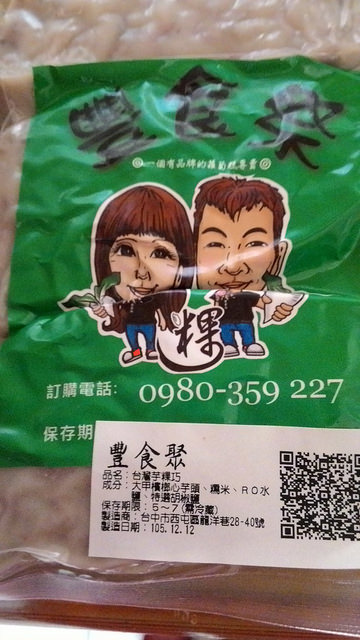 豐食聚
一個有品牌的蘿蔔糕專賣
粿
訂購電話: 0980-359 227
保存期
豐食聚
品名：台灣芋粿巧
成分：大甲檳榔心芋頭、糯米、RO水
鹽、特選胡椒鹽
保存期限：5～7(需冷藏)
製造商：台中市西屯區龍洋巷28-40號
製造日期：105.12.12